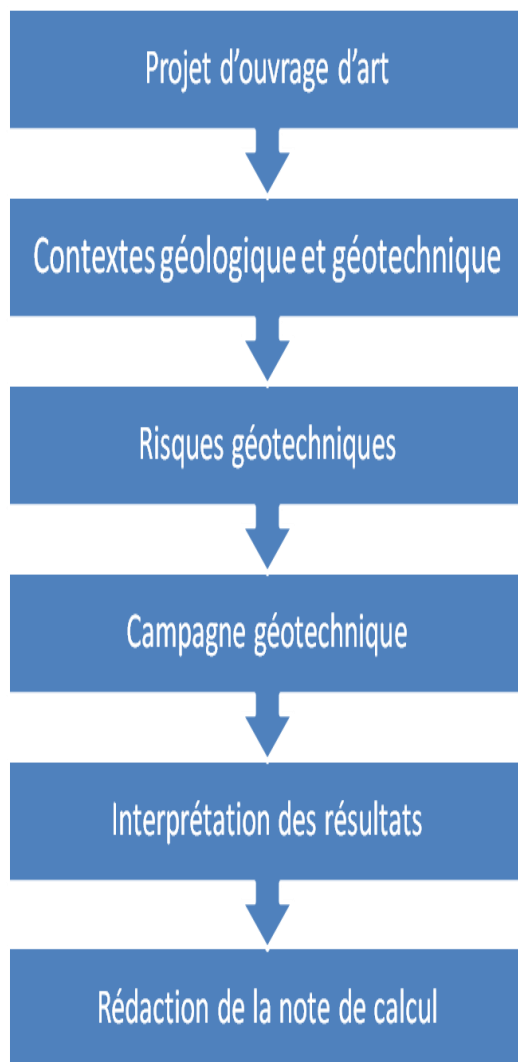 Projet d'ouvrage d'art
Contextes géologique et géotechnique
Risques géotechniques
Campagne géotechnique
Interprétation des résultats
Rédaction de la note de calcul